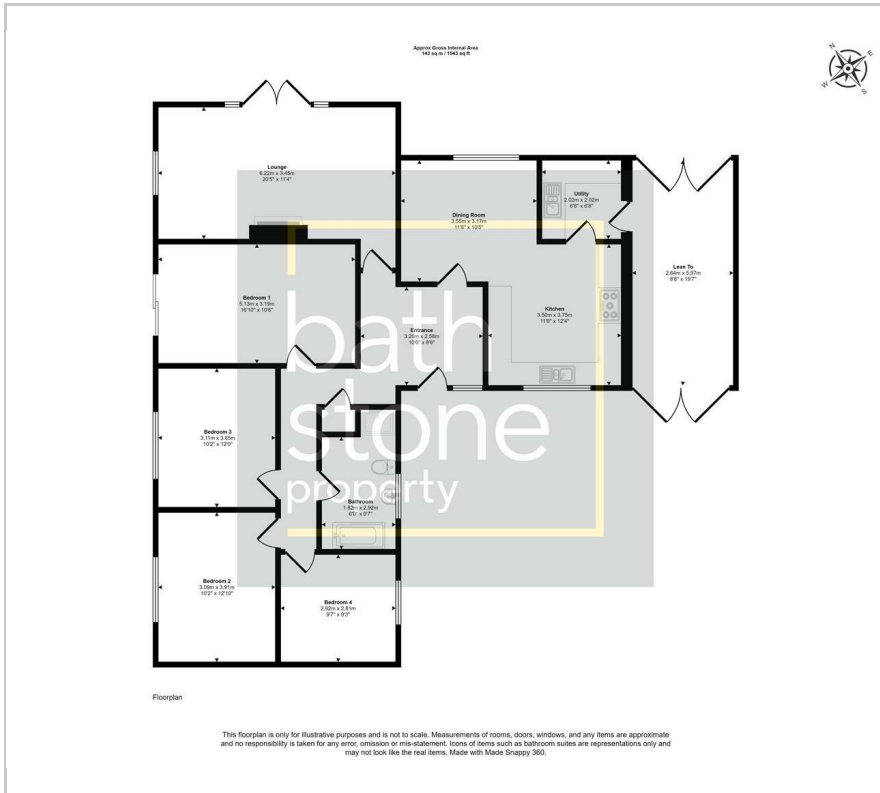 Approx Gross Internal Area
143 sq m / 1543 sq ft
N
E
S
W
Lounge
6.22m x 3.45m
20'5" x 11'4"
Dining Room
3.55m x 3.17m
11'8" x 10'5"
Utility
2.02m x 2.02m
6'8" x 6'8"
Lean To
2.64m x 5.97m
8'8" x 19'7"
Bedroom 1
5.13m x 3.19m
16'10" x 10'6"
Entrance
3.20m x 2.58m
10'6" x 8'6"
Kitchen
3.50m x 3.75m
11'6" x 12'4"
bath
stone
property
Bedroom 3
3.11m x 3.65m
10'2" x 12'0"
Bathroom
1.82m x 2.92m
6'0" x 9'7"
Bedroom 2
3.09m x 3.91m
10'2" x 12'10"
Bedroom 4
2.92m x 2.81m
9'7" x 9'3"
Floorplan
This floorplan is only for illustrative purposes and is not to scale. Measurements of rooms, doors, windows, and any items are approximate
and no responsibility is taken for any error, omission or mis-statement. Icons of items such as bathroom suites are representations only and
may not look like the real items. Made with Made Snappy 360.